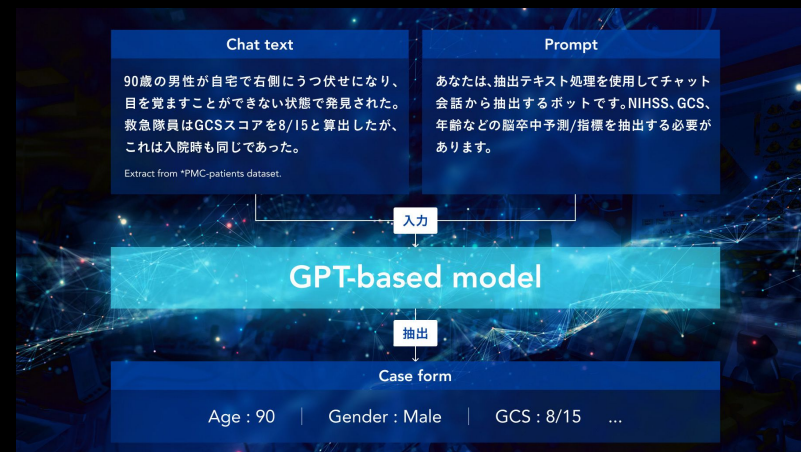 Chat text
90歳の男性が自宅で右側にうつ伏せになり、
目を覚ますことができない状態で発見された。
救急隊員はGCSスコアを8/15と算出したが、
これは入院時も同じであった。
Extract from *PMC-patients dataset.
Prompt
あなたは、抽出テキスト処理を使用してチャット
会話から抽出するボットです。NIHSS、GCS、
年齢などの脳卒中予測/指標を抽出する必要が
あります。
入力
GPT-based model
抽出
Case form
Age : 90 | Gender : Male | GCS : 8/15 ...